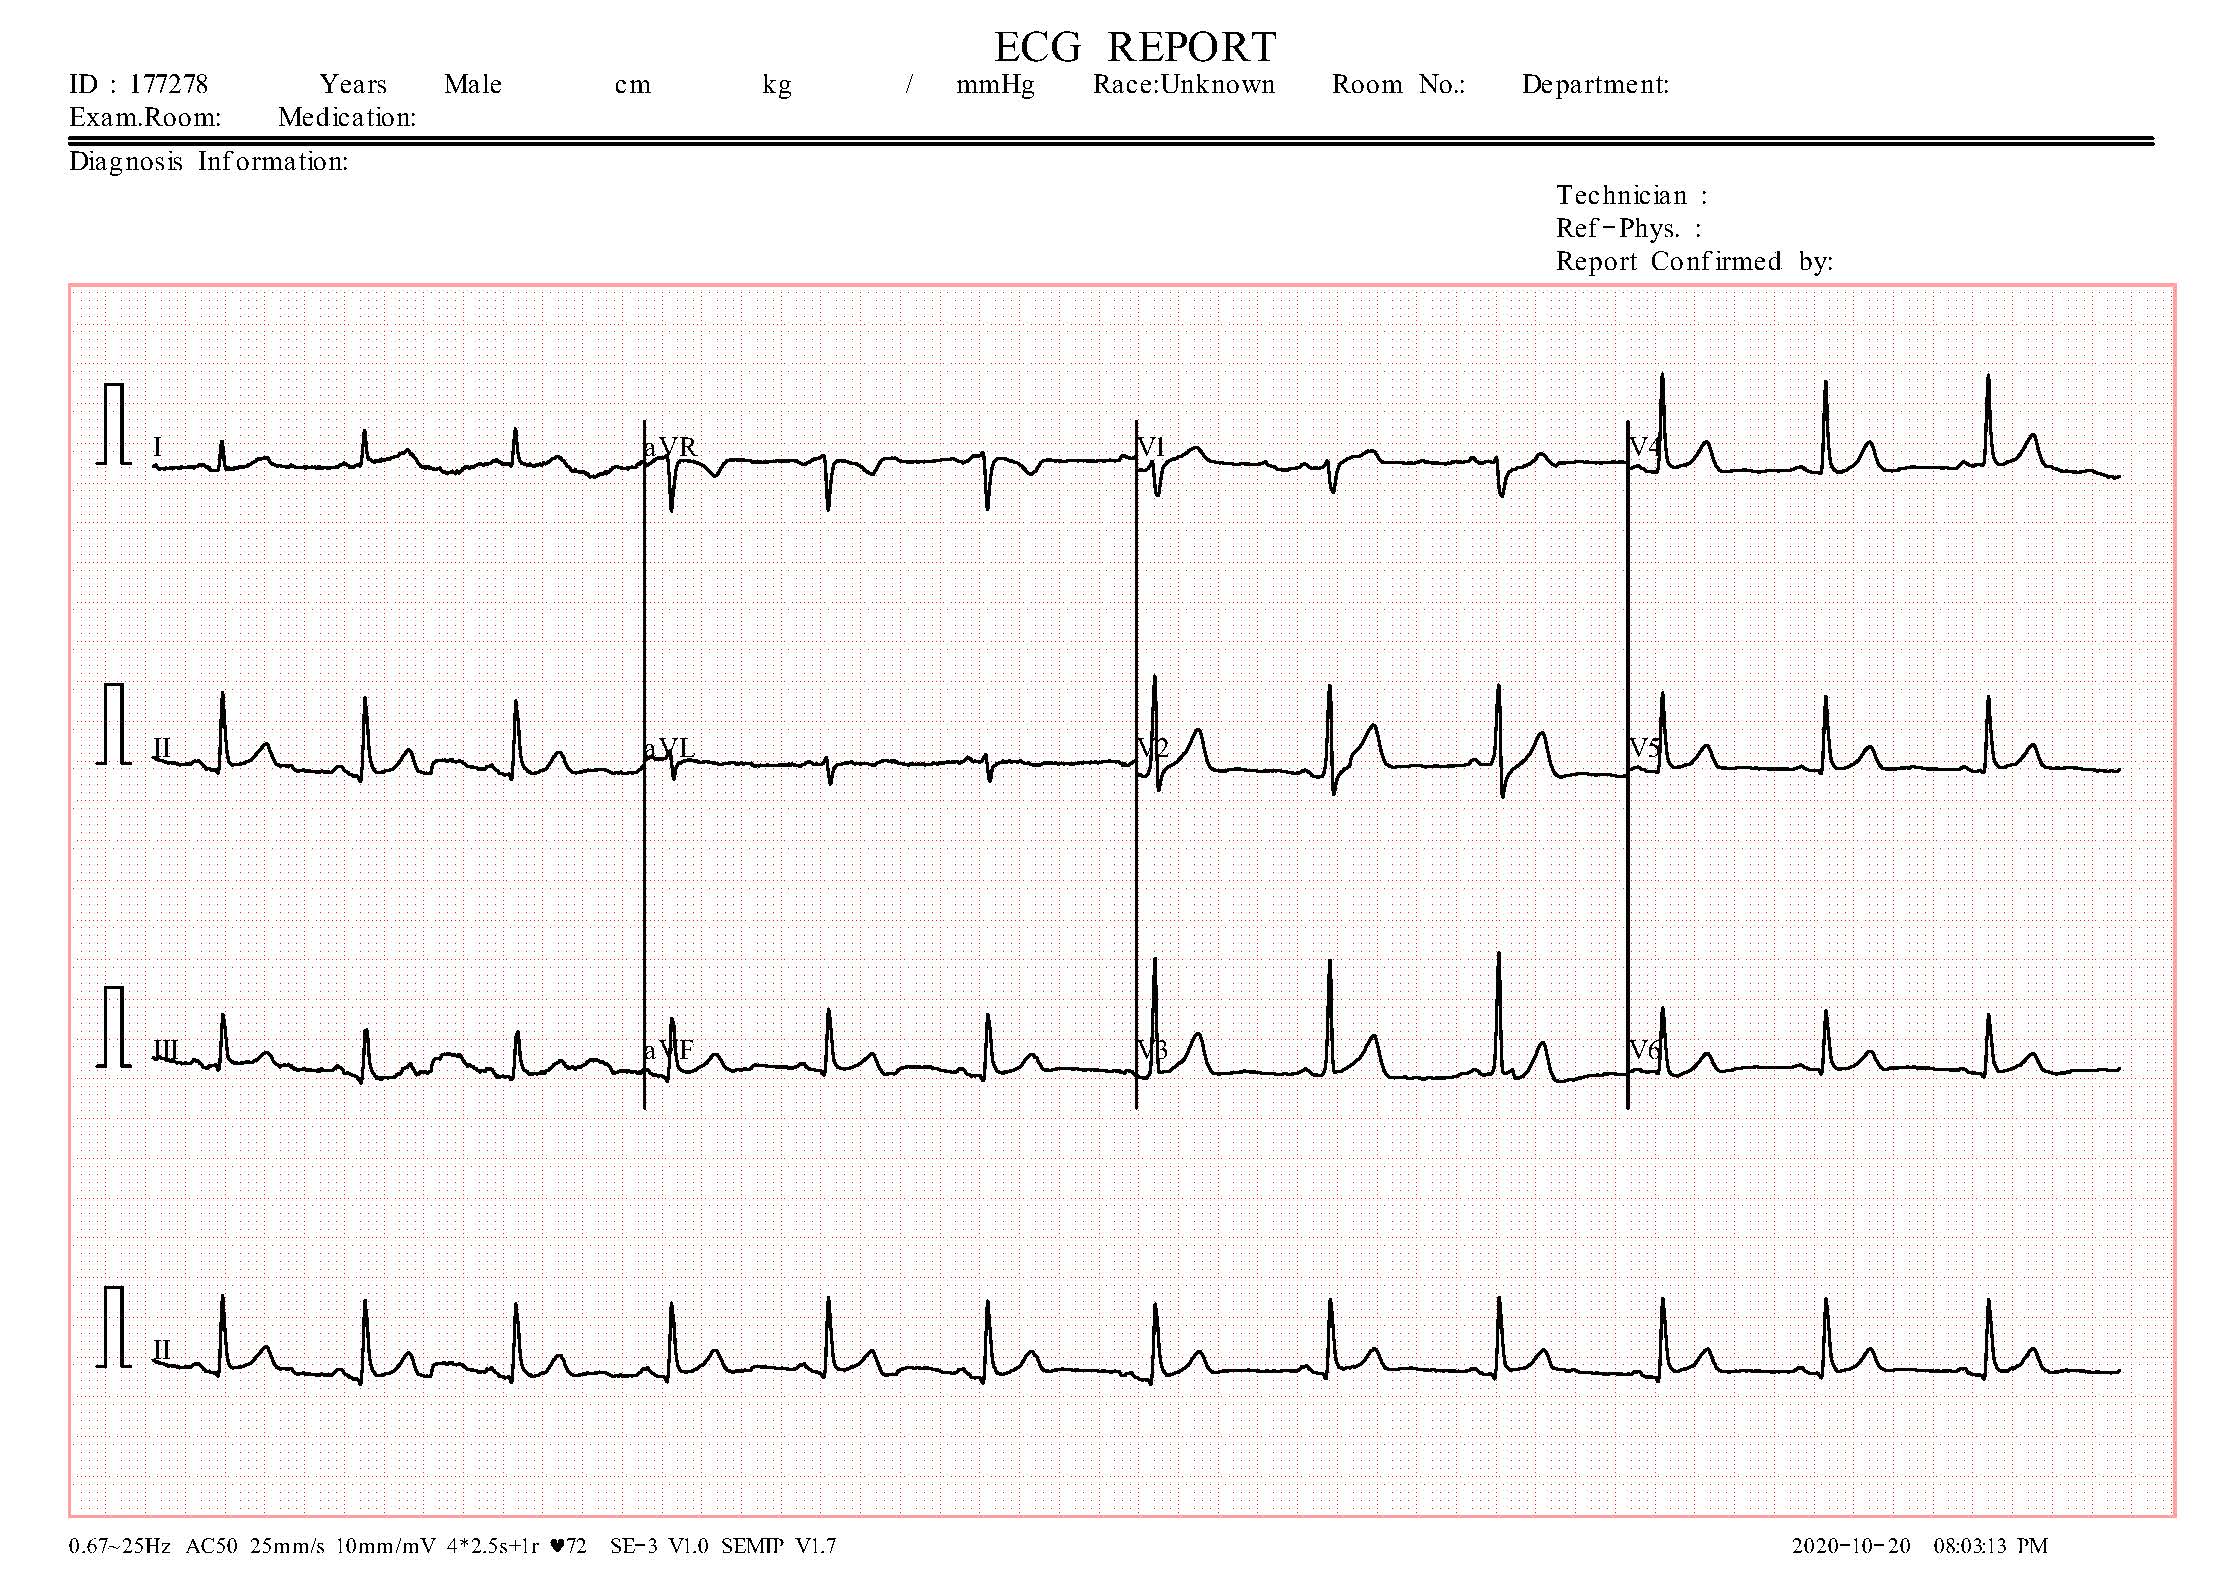 ECG REPORT
ID : 177278 Years Male cm kg / mmHg Race:Unknown Room No.: Department:
Exam.Room: Medication:
Diagnosis Information:
Technician :
Ref-Phys. :
Report Confirmed by:
I aVR V1 V4
II aVL V2 V5
III aVF V3 V6
II
0.67~25Hz AC50 25mm/s 10mm/mV 4*2.5s+1r ♥72 SE-3 V1.0 SEMIP V1.7 2020-10-20 08:03:13 PM